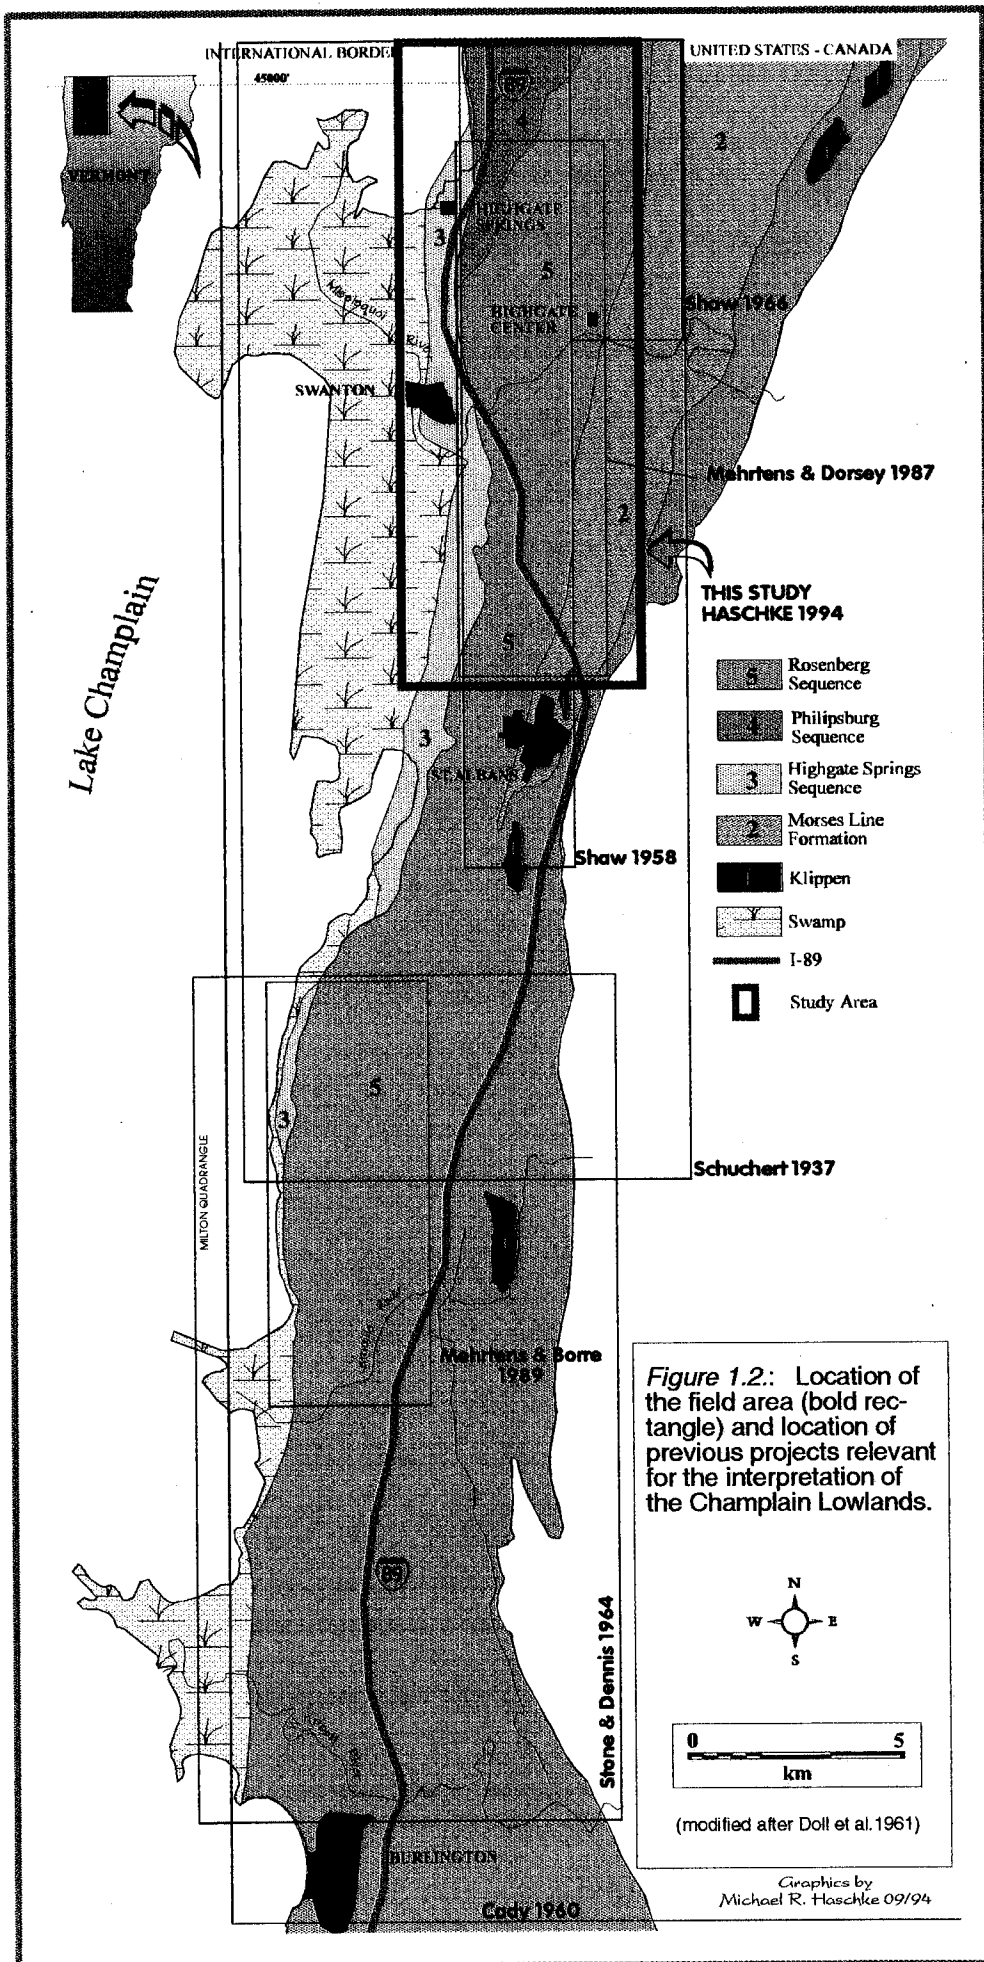 INTERNATIONAL BORDER
UNITED STATES - CANADA
45°00'
VERMONT
89
4
2
HIGHGATE
SPRINGS
3
5
HIGHGATE
CENTER
Missisquoi
River
Shaw 1966
SWANTON
Mehrtens & Dorsey 1987
2
THIS STUDY
HASCHKE 1994
Lake Champlain
5
5 Rosenberg
Sequence
4 Philipsburg
Sequence
3 Highgate Springs
Sequence
2 Morses Line
Formation
1 Klippen
Swamp
I-89
Study Area
3
ST.ALBANS
Shaw 1958
5
3
MILTON QUADRANGLE
Schuchert 1937
Mehrtens & Borre
1989
Figure 1.2.: Location of
the field area (bold rec-
tangle) and location of
previous projects relevant
for the interpretation of
the Champlain Lowlands.
89
N
W E
S
Stone & Dennis 1964
0 5
km
(modified after Doll et al.1961)
BURLINGTON
Cady 1960
Graphics by
Michael R. Haschke 09/94